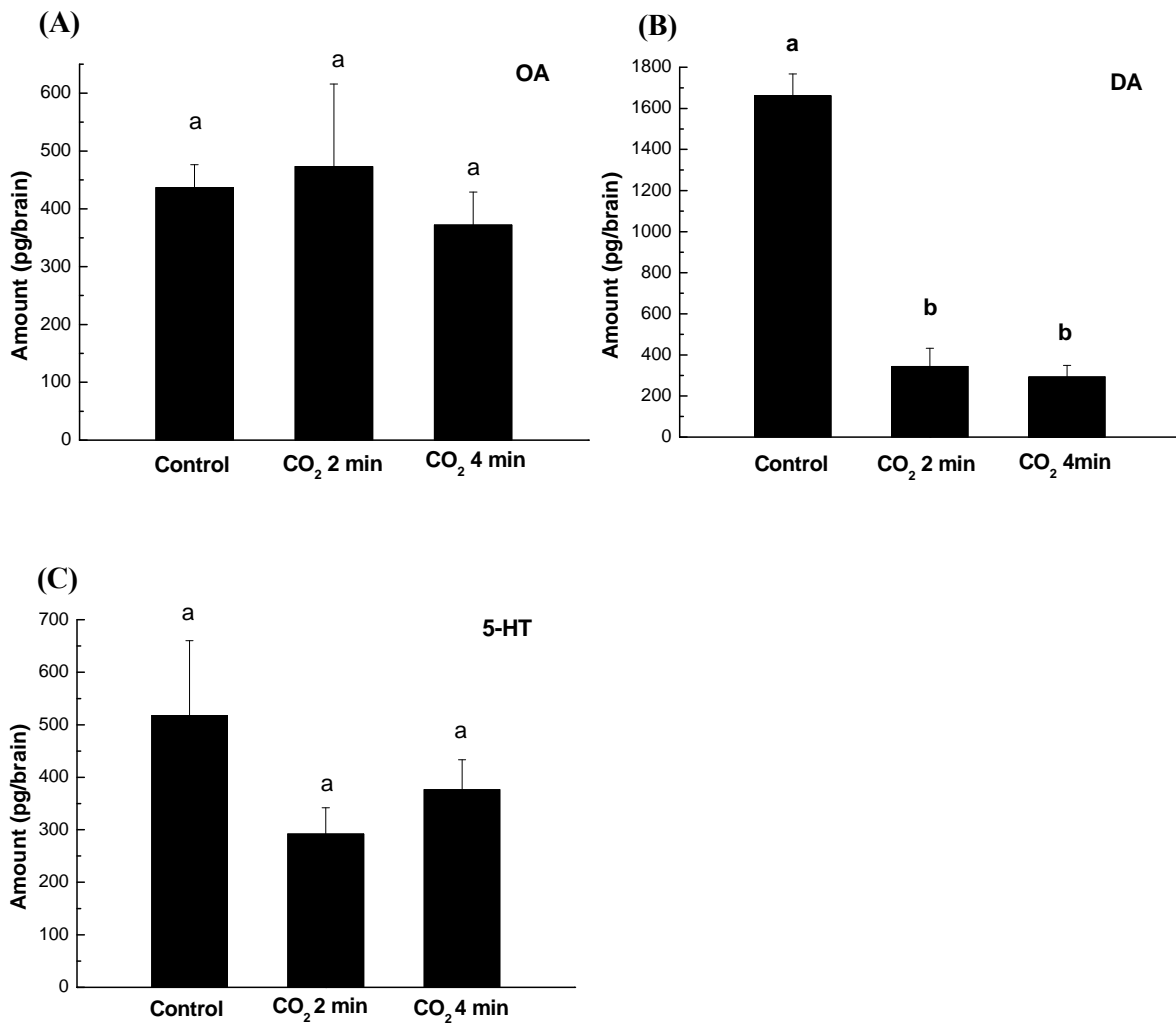 (A)
OA
a
a
a
600
500
400
300
200
100
0
Amount (pg/brain)
Control
CO2 2 min
CO2 4 min
(B)
DA
a
b
b
1800
1600
1400
1200
1000
800
600
400
200
0
Amount (pg/brain)
Control
CO2 2 min
CO2 4min
(C)
5-HT
a
a
a
700
600
500
400
300
200
100
0
Amount (pg/brain)
Control
CO2 2 min
CO2 4 min